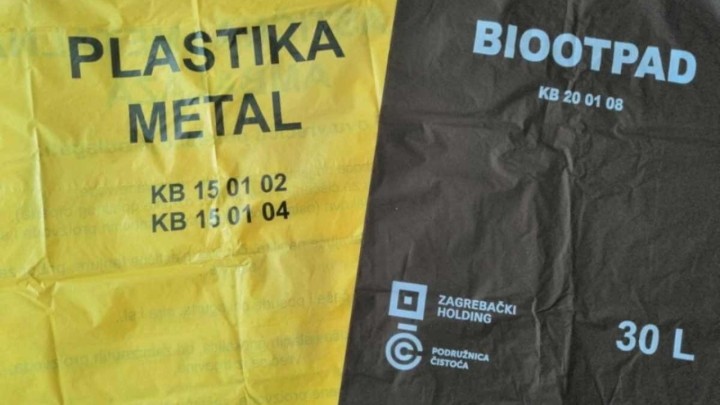 PLASTIKA
METAL
KB 15 01 02
KB 15 01 04
BIOOTPAD
KB 20 01 08
ZAGREBAČKI
HOLDING
PODRUŽNICA
ČISTOĆA
30 L